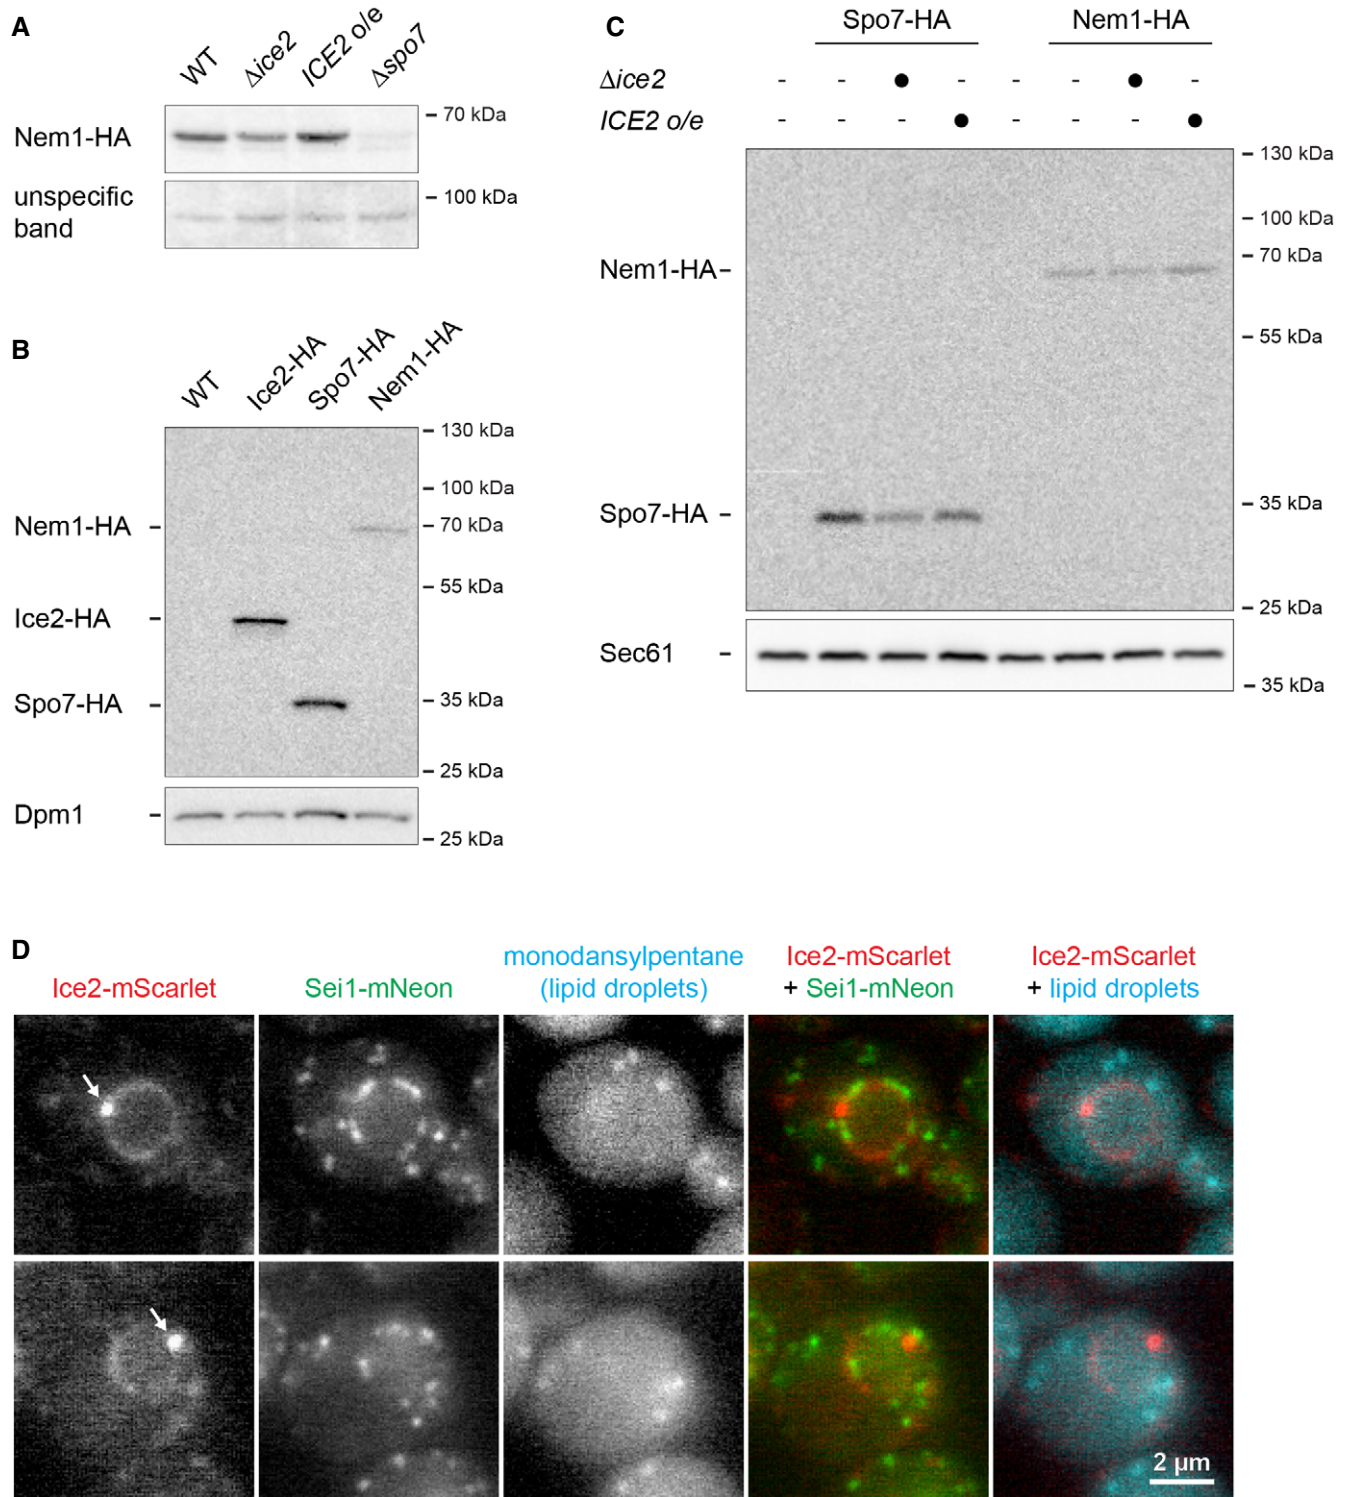 A
WT
Δice2
ICE2 o/e
Δspo7
Nem1-HA
70 kDa
unspecific
band
100 kDa
B
WT
Ice2-HA
Spo7-HA
Nem1-HA
130 kDa
100 kDa
Nem1-HA
70 kDa
55 kDa
Ice2-HA
Spo7-HA
35 kDa
25 kDa
Dpm1
25 kDa
C
Spo7-HA
Nem1-HA
Δice2 - - ● - - - ● -
ICE2 o/e - - - ● - - - ●
130 kDa
100 kDa
70 kDa
Nem1-HA
55 kDa
35 kDa
Spo7-HA
25 kDa
Sec61
35 kDa
D
Ice2-mScarlet
Sei1-mNeon
monodansylpentane
(lipid droplets)
Ice2-mScarlet
+ Sei1-mNeon
Ice2-mScarlet
+ lipid droplets
2 µm